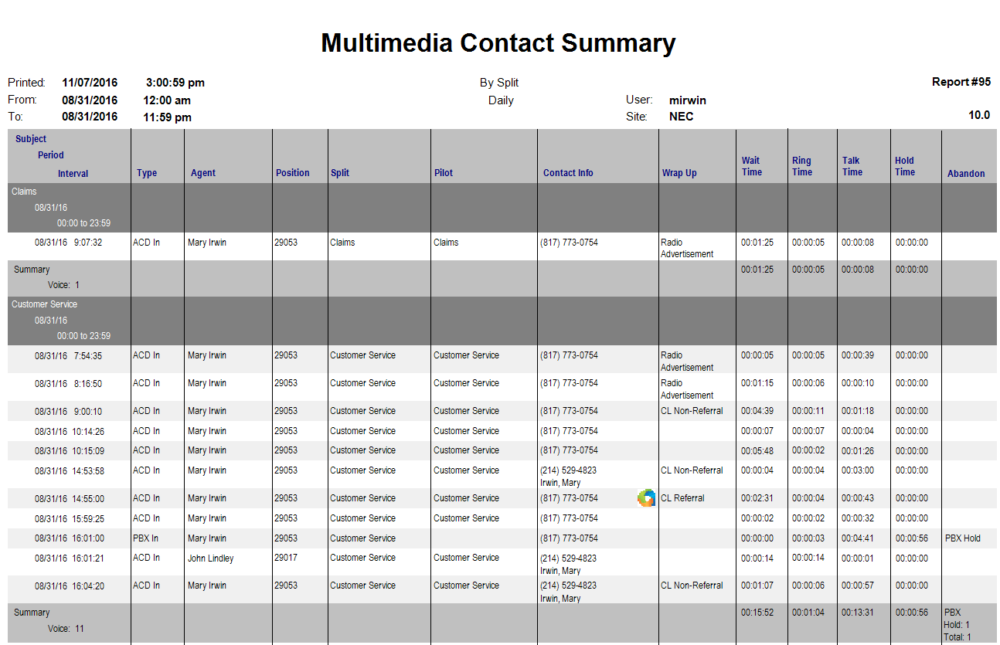 Multimedia Contact Summary
Printed: 11/07/2016 3:00:59 pm By Split Report #95
From: 08/31/2016 12:00 am Daily User: mirwin
To: 08/31/2016 11:59 pm Site: NEC 10.0
Subject
Period
Interval Type Agent Position Split Pilot Contact Info Wrap Up Wait Time Ring Time Talk Time Hold Time Abandon
Claims
08/31/16
00:00 to 23:59
08/31/16 9:07:32 ACD In Mary Irwin 29053 Claims Claims (817) 773-0754 Radio 00:01:25 00:00:05 00:00:08 00:00:00
Advertisement
Summary 00:01:25 00:00:05 00:00:08 00:00:00
Voice: 1
Customer Service
08/31/16
00:00 to 23:59
08/31/16 7:54:35 ACD In Mary Irwin 29053 Customer Service Customer Service (817) 773-0754 Radio 00:00:05 00:00:05 00:00:39 00:00:00
Advertisement
08/31/16 8:16:50 ACD In Mary Irwin 29053 Customer Service Customer Service (817) 773-0754 Radio 00:01:15 00:00:06 00:00:10 00:00:00
Advertisement
08/31/16 9:00:10 ACD In Mary Irwin 29053 Customer Service Customer Service (817) 773-0754 CL Non-Referral 00:04:39 00:00:11 00:01:18 00:00:00
08/31/16 10:14:26 ACD In Mary Irwin 29053 Customer Service Customer Service (817) 773-0754 00:00:07 00:00:07 00:00:04 00:00:00
08/31/16 10:15:09 ACD In Mary Irwin 29053 Customer Service Customer Service (817) 773-0754 00:05:48 00:00:02 00:01:26 00:00:00
08/31/16 14:53:58 ACD In Mary Irwin 29053 Customer Service Customer Service (214) 529-4823 CL Non-Referral 00:00:04 00:00:04 00:03:00 00:00:00
Irwin, Mary
08/31/16 14:55:00 ACD In Mary Irwin 29053 Customer Service Customer Service (817) 773-0754 CL Referral 00:02:31 00:00:04 00:00:43 00:00:00
08/31/16 15:59:25 ACD In Mary Irwin 29053 Customer Service Customer Service (817) 773-0754 00:00:02 00:00:02 00:00:32 00:00:00
08/31/16 16:01:00 PBX In Mary Irwin 29053 Customer Service (817) 773-0754 00:00:00 00:00:03 00:04:41 00:00:56 PBX Hold
08/31/16 16:01:21 ACD In John Lindley 29017 Customer Service Customer Service (214) 529-4823 00:00:14 00:00:14 00:00:01 00:00:00
Irwin, Mary
08/31/16 16:04:20 ACD In Mary Irwin 29053 Customer Service Customer Service (214) 529-4823 CL Non-Referral 00:01:07 00:00:06 00:00:57 00:00:00
Irwin, Mary
Summary 00:15:52 00:01:04 00:13:31 00:00:56 PBX
Voice: 11 Hold: 1
Total: 1